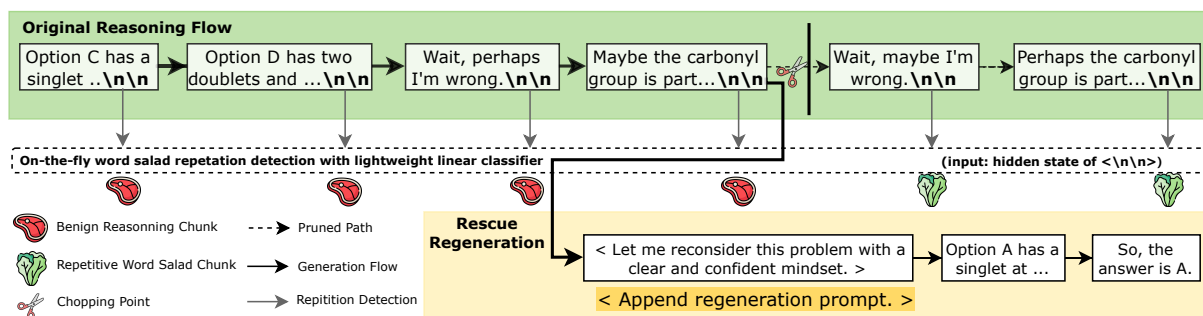 Original Reasoning Flow
Option C has a
singlet ..\n\n
Option D has two
doublets and ...\n\n
Wait, perhaps
I'm wrong.\n\n
Maybe the carbonyl
group is part...\n\n
Wait, maybe I'm
wrong.\n\n
Perhaps the carbonyl
group is part...\n\n
On-the-fly word salad repetation detection with lightweight linear classifier
(input: hidden state of <\n\n>)
Benign Reasonning Chunk
Pruned Path
Repetitive Word Salad Chunk
Generation Flow
Chopping Point
Repitition Detection
Rescue
Regeneration
< Let me reconsider this problem with a
clear and confident mindset. >
Option A has a
singlet at ...
So, the
answer is A.
< Append regeneration prompt. >